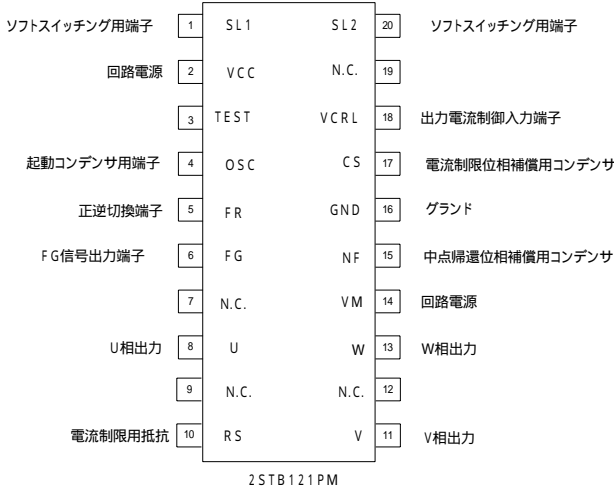 ソフトスイッチング用端子 1 SL1 SL2 20 ソフトスイッチング用端子
回路電源 2 VCC N.C. 19
3 TEST VCRL 18 出力電流制御入力端子
起動コンデンサ用端子 4 OSC CS 17 電流制限位相補償用コンデンサ
正逆切換端子 5 FR GND 16 グランド
FG信号出力端子 6 FG NF 15 中点帰還位相補償用コンデンサ
7 N.C. VM 14 回路電源
U相出力 8 U W 13 W相出力
9 N.C. N.C. 12
電流制限用抵抗 10 RS V 11 V相出力
2STB121PM